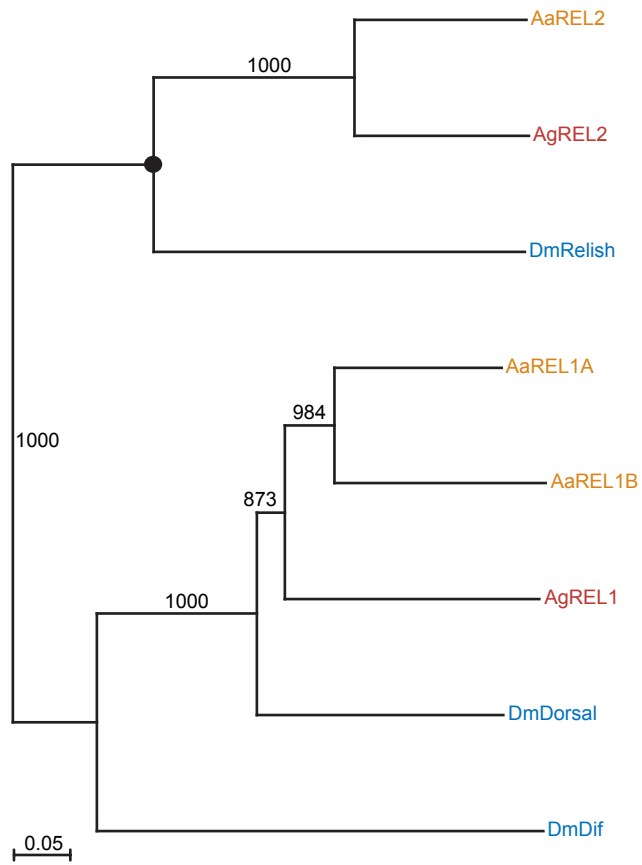 AaREL2
1000
AgREL2
DmRelish
AaREL1A
984
1000
AaREL1B
873
AgREL1
1000
DmDorsal
DmDif
0.05